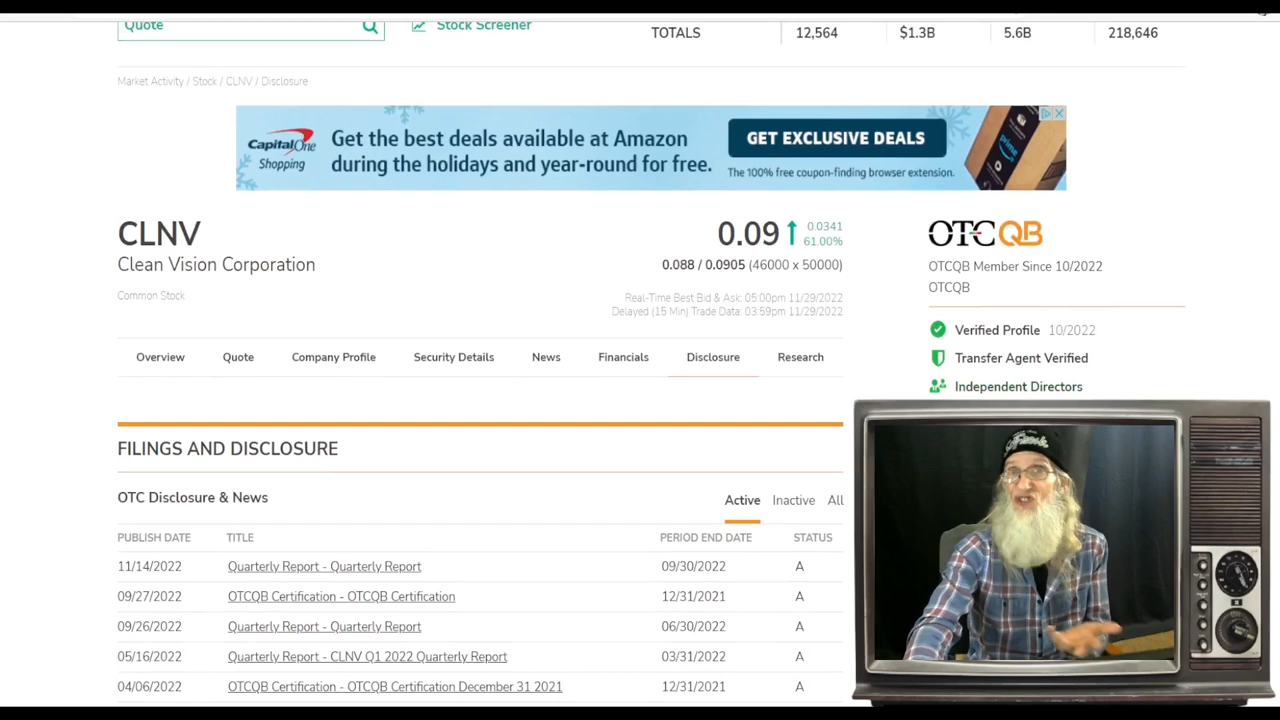 Quote
Stock Screener
TOTALS 12,564 $1.3B 5.6B 218,646
Market Activity / Stock / CLNV / Disclosure
Capital One Shopping
Get the best deals available at Amazon
during the holidays and year-round for free.
GET EXCLUSIVE DEALS
The 100% free coupon-finding browser extension.
prime
CLNV
Clean Vision Corporation
Common Stock
0.09 0.0341
61.00%
0.088 / 0.0905 (46000 x 50000)
Real-Time Best Bid & Ask: 05:00pm 11/29/2022
Delayed (15 Min) Trade Data: 03:59pm 11/29/2022
OTCQB
OTCQB Member Since 10/2022
OTCQB
Verified Profile 10/2022
Transfer Agent Verified
Independent Directors
Overview Quote Company Profile Security Details News Financials Disclosure Research
FILINGS AND DISCLOSURE
OTC Disclosure & News
Active Inactive All
PUBLISH DATE TITLE PERIOD END DATE STATUS
11/14/2022 Quarterly Report - Quarterly Report 09/30/2022 A
09/27/2022 OTCQB Certification - OTCQB Certification 12/31/2021 A
09/26/2022 Quarterly Report - Quarterly Report 06/30/2022 A
05/16/2022 Quarterly Report - CLNV Q1 2022 Quarterly Report 03/31/2022 A
04/06/2022 OTCQB Certification - OTCQB Certification December 31 2021 12/31/2021 A